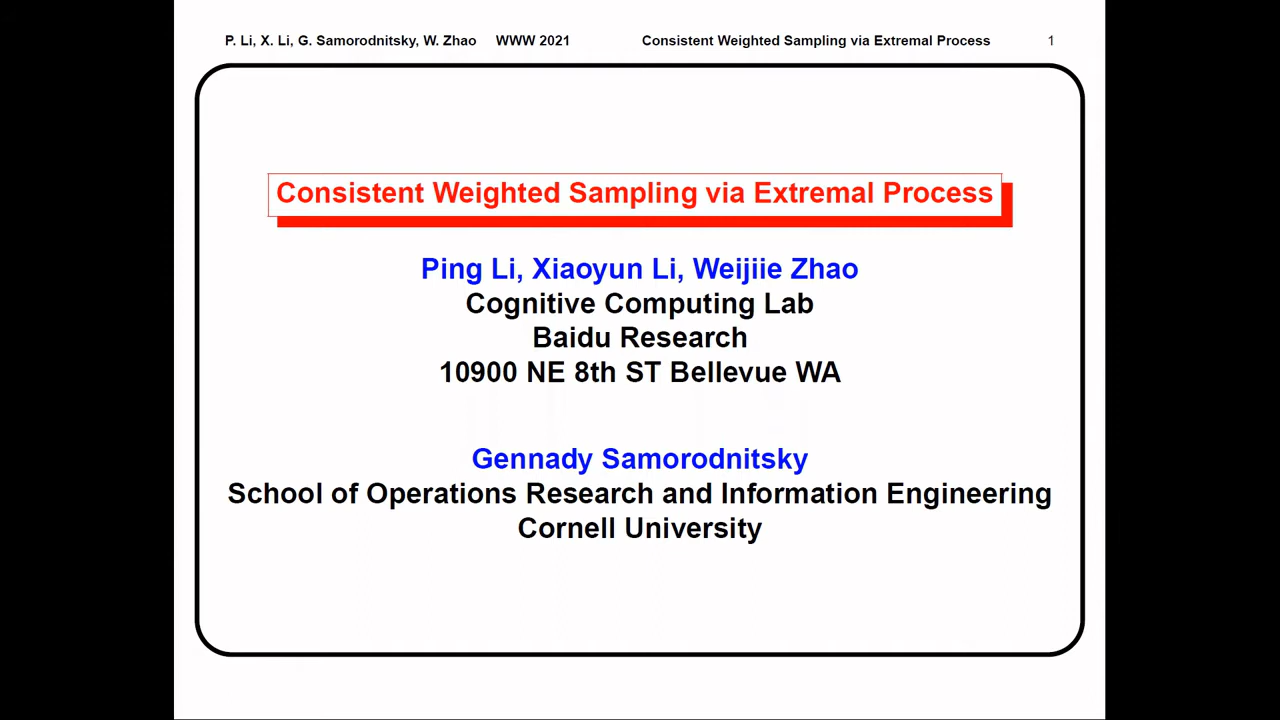 P. Li, X. Li, G. Samorodnitsky, W. Zhao WWW 2021 Consistent Weighted Sampling via Extremal Process 1
Consistent Weighted Sampling via Extremal Process
Ping Li, Xiaoyun Li, Weijiie Zhao
Cognitive Computing Lab
Baidu Research
10900 NE 8th ST Bellevue WA
Gennady Samorodnitsky
School of Operations Research and Information Engineering
Cornell University